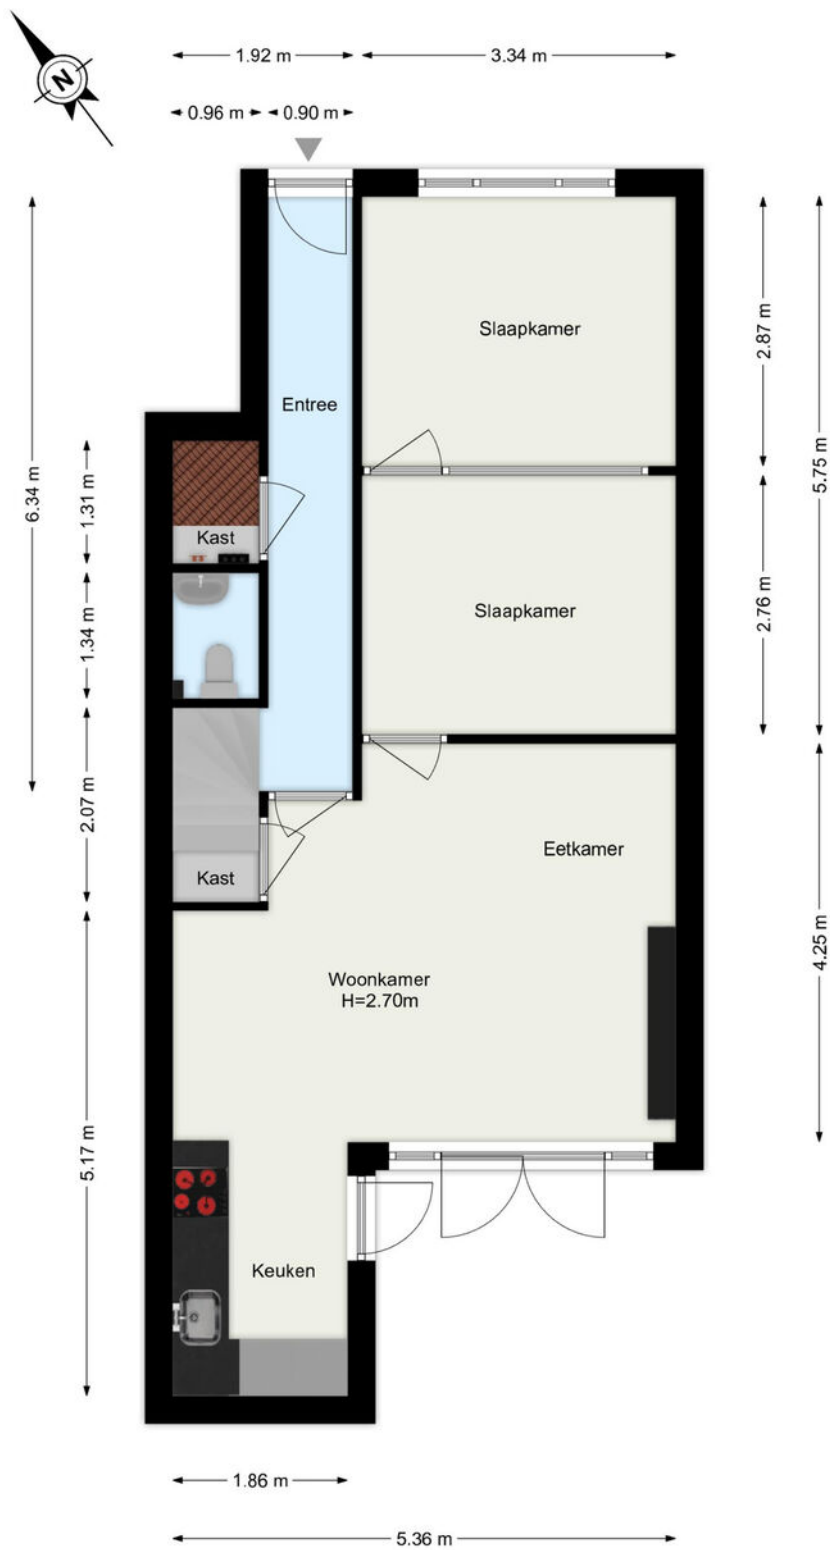 N
1.92 m
3.34 m
0.96 m
0.90 m
Slaapkamer
2.87 m
Entree
5.75 m
6.34 m
1.31 m
Kast
Slaapkamer
2.76 m
1.34 m
2.07 m
Eetkamer
Kast
4.25 m
Woonkamer
H=2.70m
5.17 m
Keuken
1.86 m
5.36 m